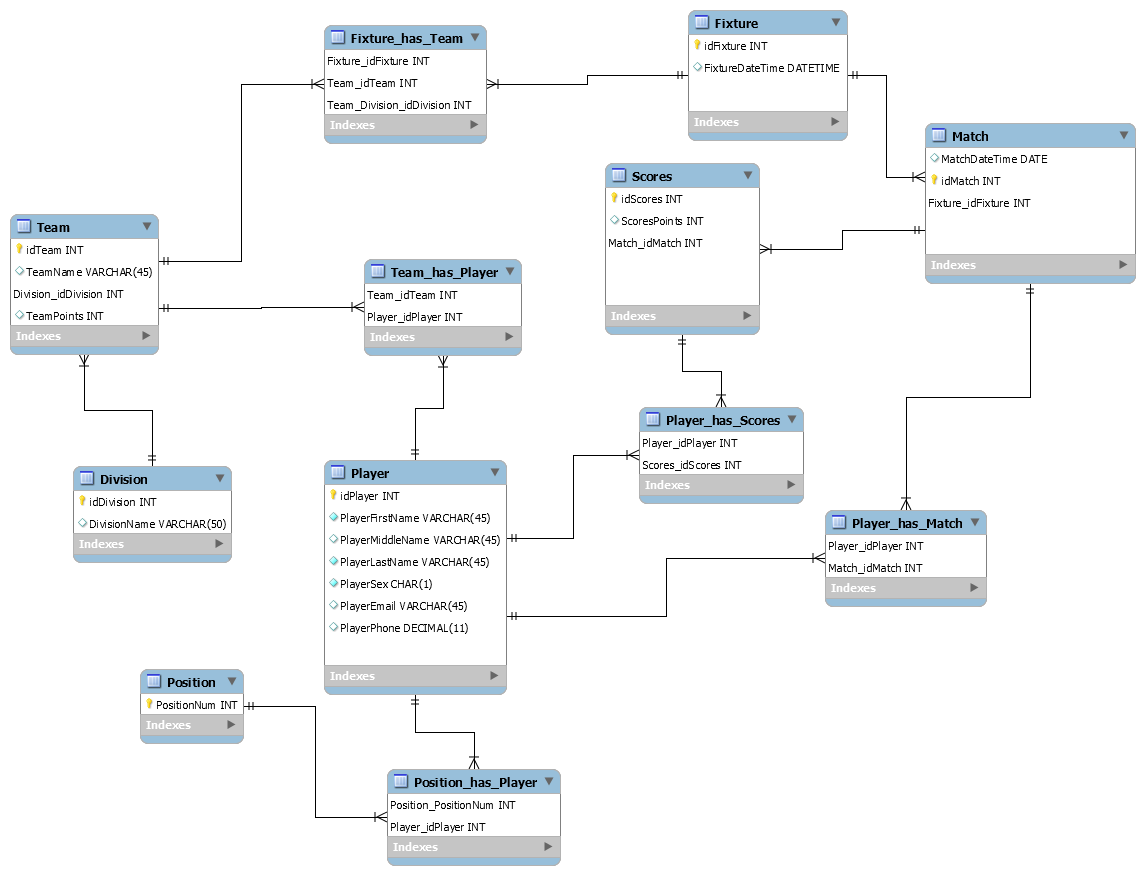 Fixture_has_Team
Fixture_idFixture INT
Team_idTeam INT
Team_Division_idDivision INT
Indexes
Fixture
idFixture INT
FixtureDateTime DATETIME
Indexes
Match
MatchDateTime DATE
idMatch INT
Fixture_idFixture INT
Indexes
Scores
idScores INT
ScoresPoints INT
Match_idMatch INT
Indexes
Team
idTeam INT
TeamName VARCHAR(45)
Division_idDivision INT
TeamPoints INT
Indexes
Team_has_Player
Team_idTeam INT
Player_idPlayer INT
Indexes
Player_has_Scores
Player_idPlayer INT
Scores_idScores INT
Indexes
Division
idDivision INT
DivisionName VARCHAR(50)
Indexes
Player
idPlayer INT
PlayerFirstName VARCHAR(45)
PlayerMiddleName VARCHAR(45)
PlayerLastName VARCHAR(45)
PlayerSex CHAR(1)
PlayerEmail VARCHAR(45)
PlayerPhone DECIMAL(11)
Indexes
Player_has_Match
Player_idPlayer INT
Match_idMatch INT
Indexes
Position
PositionNum INT
Indexes
Position_has_Player
Position_PositionNum INT
Player_idPlayer INT
Indexes